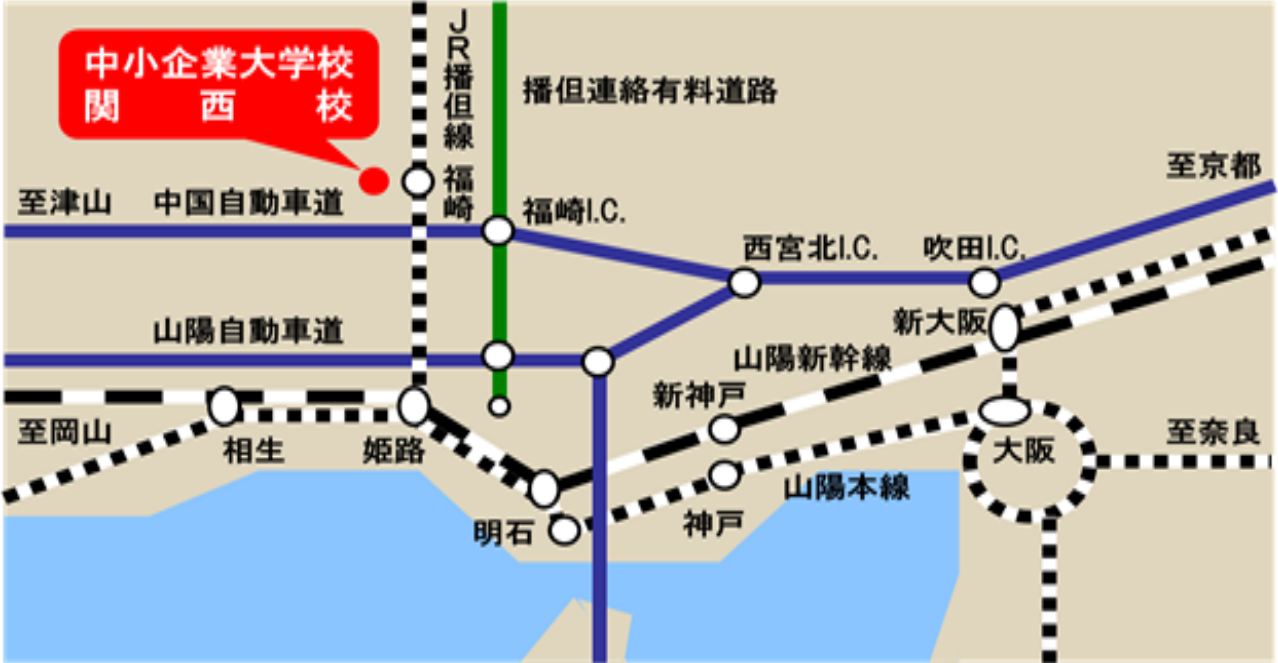 中小企業大学校
関西校
JR播但線
播但連絡有料道路
至京都
福崎
至津山
中国自動車道
福崎I.C.
西宮北I.C.
吹田I.C.
新大阪
山陽自動車道
山陽新幹線
新神戸
至岡山
相生
姫路
大阪
至奈良
山陽本線
明石
神戸